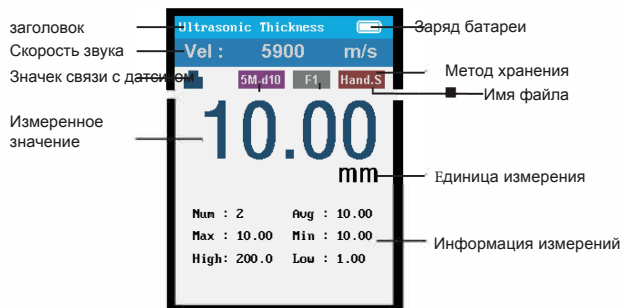 заголовок
Ultrasonic Thickness
Заряд батареи
Скорость звука
Vel : 5900 m/s
Значек связи с датсиком
5M-d10 F1 Hand.S
Метод хранения
Имя файла
Измеренное
значение
10.00
mm
Единица измерения
Num : 2 Avg : 10.00
Max : 10.00 Min : 10.00
High: 200.0 Low : 1.00
Информация измерений